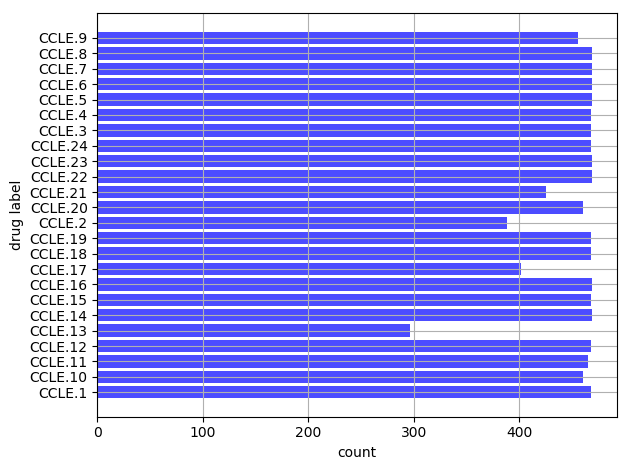 CCLE.9
CCLE.8
CCLE.7
CCLE.6
CCLE.5
CCLE.4
CCLE.3
CCLE.24
CCLE.23
CCLE.22
CCLE.21
CCLE.20
CCLE.2
CCLE.19
CCLE.18
CCLE.17
CCLE.16
CCLE.15
CCLE.14
CCLE.13
CCLE.12
CCLE.11
CCLE.10
CCLE.1
drug label
0 100 200 300 400
count